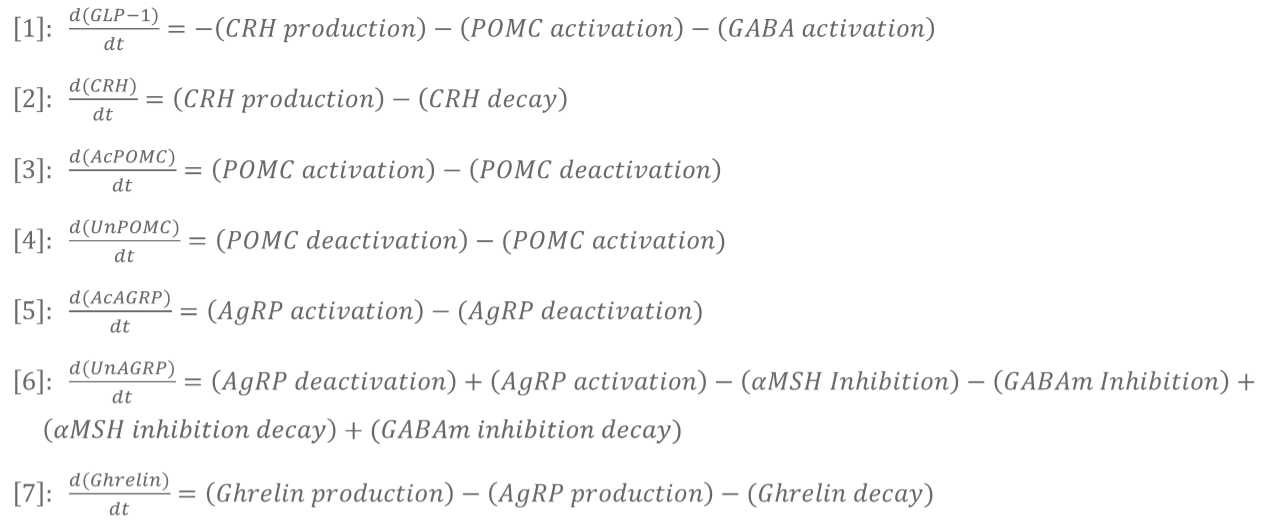 [1]: d(GLP−1)/dt = −(CRH production) − (POMC activation) − (GABA activation)
[2]: d(CRH)/dt = (CRH production) − (CRH decay)
[3]: d(AcPOMC)/dt = (POMC activation) − (POMC deactivation)
[4]: d(UnPOMC)/dt = (POMC deactivation) − (POMC activation)
[5]: d(AcAGRP)/dt = (AgRP activation) − (AgRP deactivation)
[6]: d(UnAGRP)/dt = (AgRP deactivation) + (AgRP activation) − (αMSH Inhibition) − (GABAm Inhibition) +
(αMSH inhibition decay) + (GABAm inhibition decay)
[7]: d(Ghrelin)/dt = (Ghrelin production) − (AgRP production) − (Ghrelin decay)